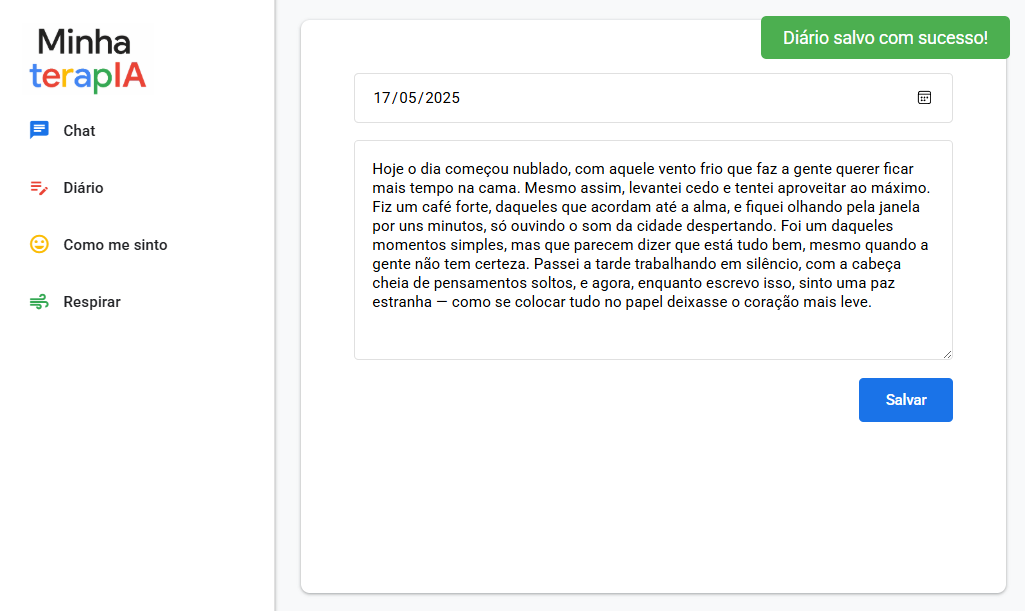 Minha
terapIA
Chat
Diário
Como me sinto
Respirar
Diário salvo com sucesso!
17/05/2025
Hoje o dia começou nublado, com aquele vento frio que faz a gente querer ficar
mais tempo na cama. Mesmo assim, levantei cedo e tentei aproveitar ao máximo.
Fiz um café forte, daqueles que acordam até a alma, e fiquei olhando pela janela
por uns minutos, só ouvindo o som da cidade despertando. Foi um daqueles
momentos simples, mas que parecem dizer que está tudo bem, mesmo quando a
gente não tem certeza. Passei a tarde trabalhando em silêncio, com a cabeça
cheia de pensamentos soltos, e agora, enquanto escrevo isso, sinto uma paz
estranha — como se colocar tudo no papel deixasse o coração mais leve.
Salvar